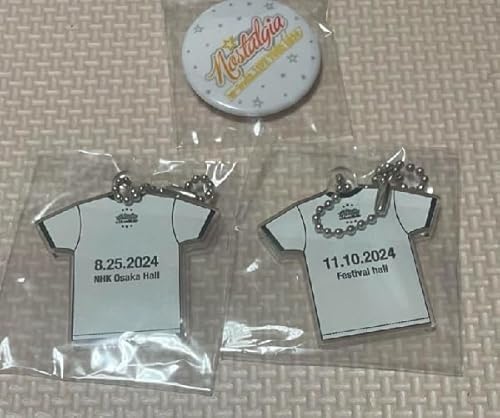 Nostalgia
8.25.2024
NHK Osaka Hall
11.10.2024
Festival hall